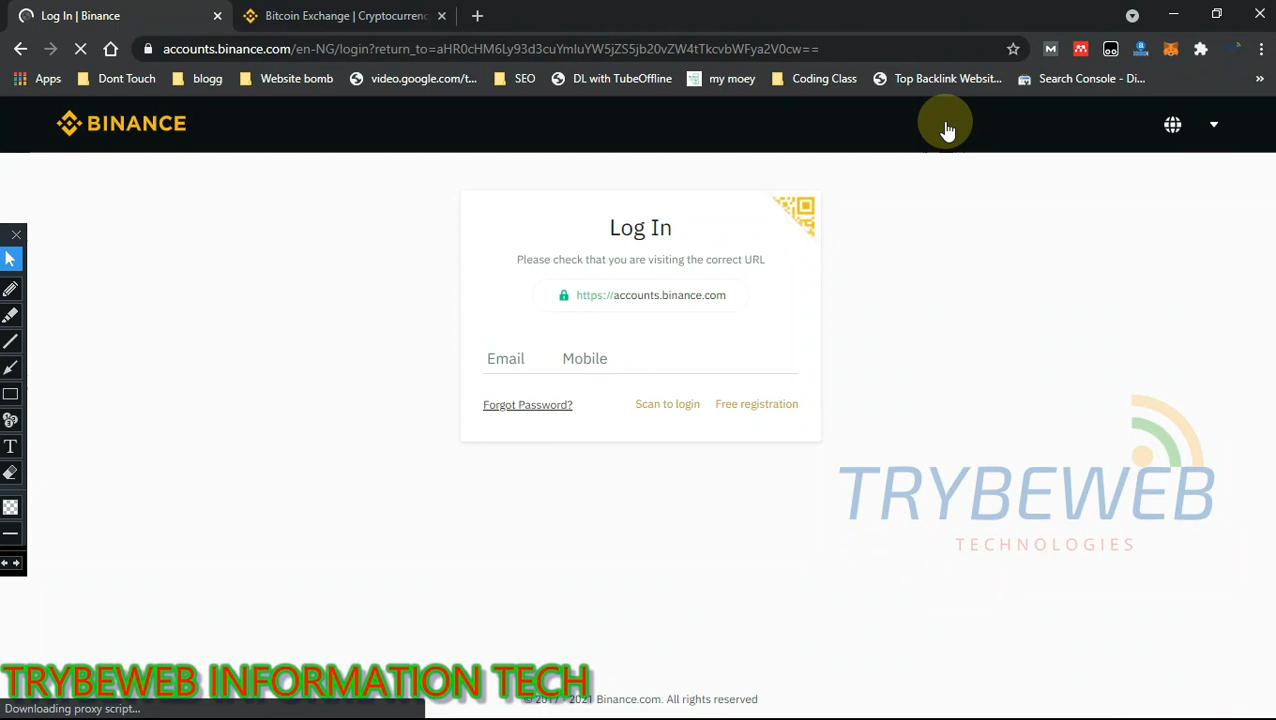 Log In | Binance
Bitcoin Exchange | Cryptocurrenc
accounts.binance.com/en-NG/login?return_to=aHR0cHM6Ly93d3cuYmluYW5jZS5jb20vZW4tTkcvbWFya2V0cw==
Apps
Dont Touch
blogg
Website bomb
video.google.com/t...
SEO
DL with TubeOffline
my moey
Coding Class
Top Backlink Websit...
Search Console - Di...
BINANCE
Log In
Please check that you are visiting the correct URL
https://accounts.binance.com
Email
Mobile
Forgot Password?
Scan to login
Free registration
TRYBEWEB
TECHNOLOGIES
TRYBEWEB INFORMATION TECH
© 2017 - 2021 Binance.com. All rights reserved
Downloading proxy script...